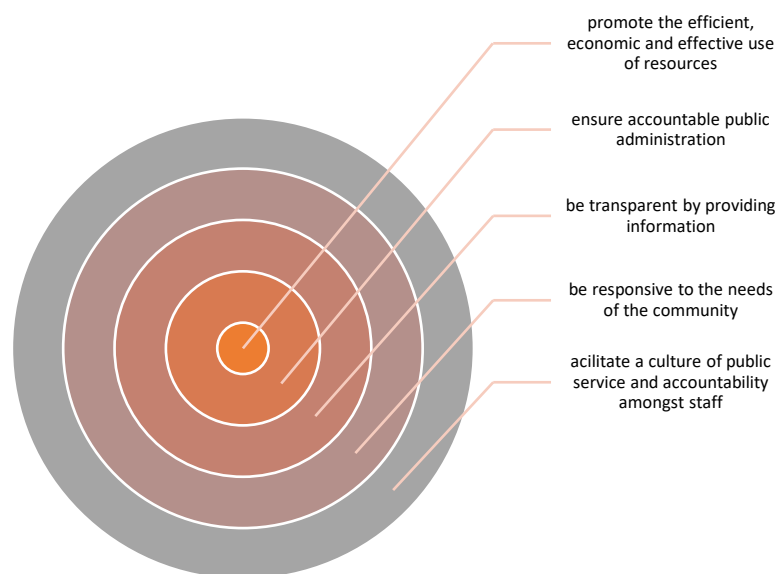 promote the efficient,
economic and effective use
of resources
ensure accountable public
administration
be transparent by providing
information
be responsive to the needs
of the community
acilitate a culture of public
service and accountability
amongst staff